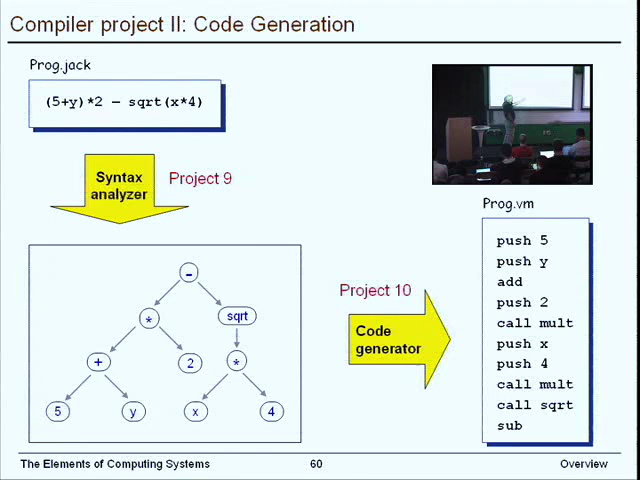 Compiler project II: Code Generation
Prog.jack
(5+y)*2 – sqrt(x*4)
Syntax
analyzer
Project 9
Prog.vm
push 5
push y
add
push 2
call mult
push x
push 4
call mult
call sqrt
sub
Project 10
Code
generator
-
*
sqrt
+
2
*
5
y
x
4
The Elements of Computing Systems
60
Overview